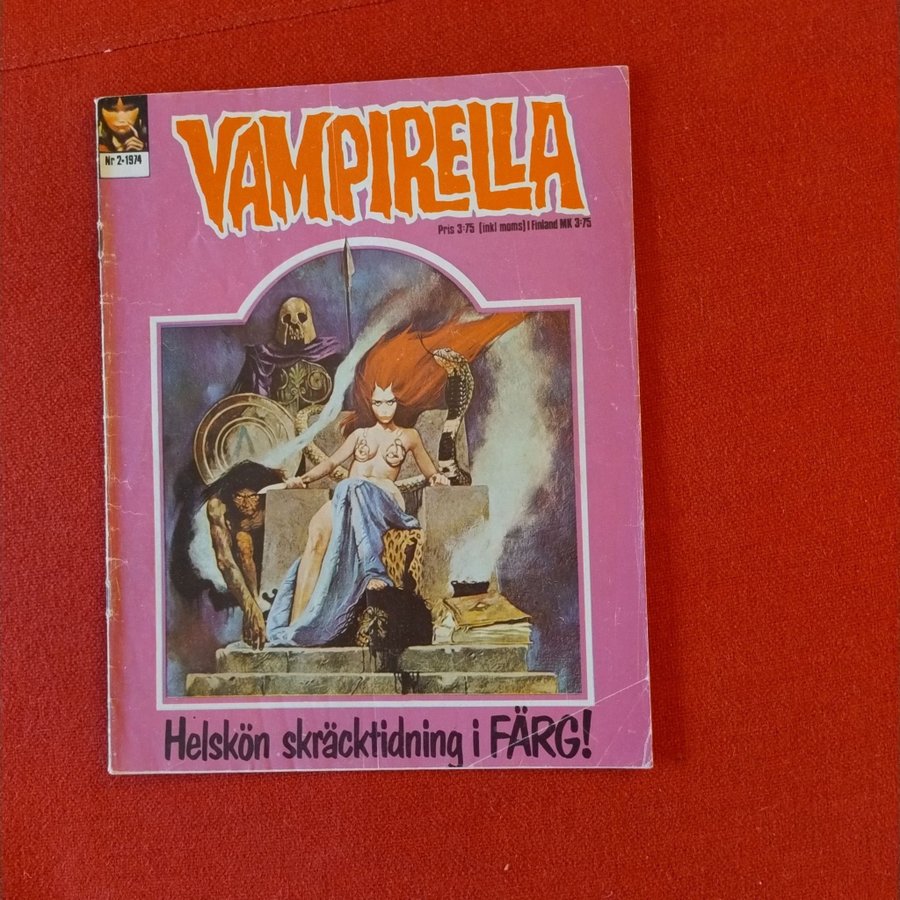 Nr 2•1974
VAMPIRELLA
Pris 3:75 (inkl moms) I Finland MK 3:75
Helskön skräcktidning i FÄRG!